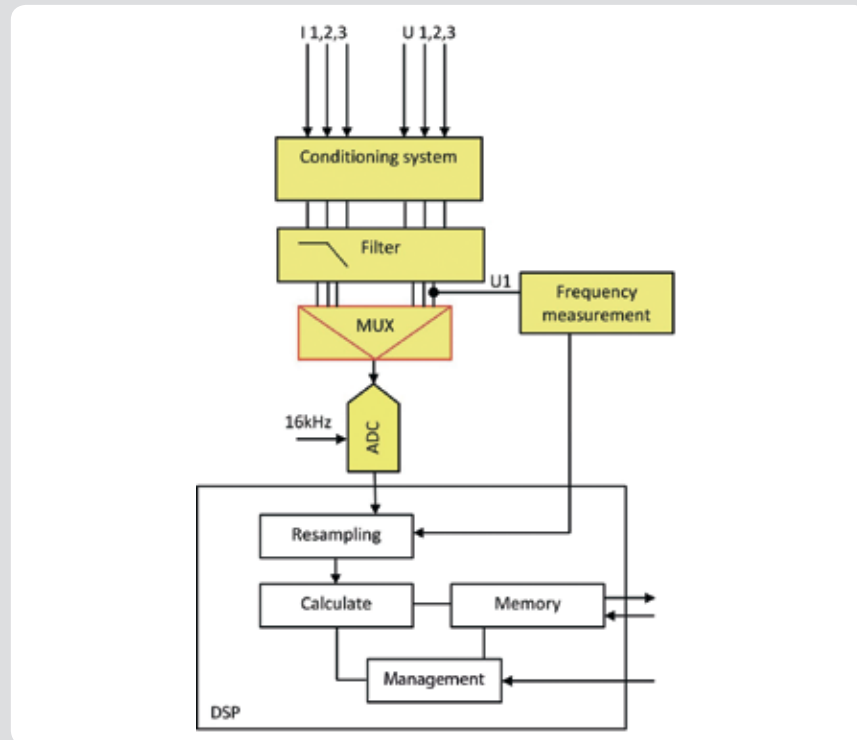 I 1,2,3 U 1,2,3
Conditioning system
Filter
U1
Frequency
measurement
MUX
16kHz
ADC
Resampling
Calculate
Memory
Management
DSP